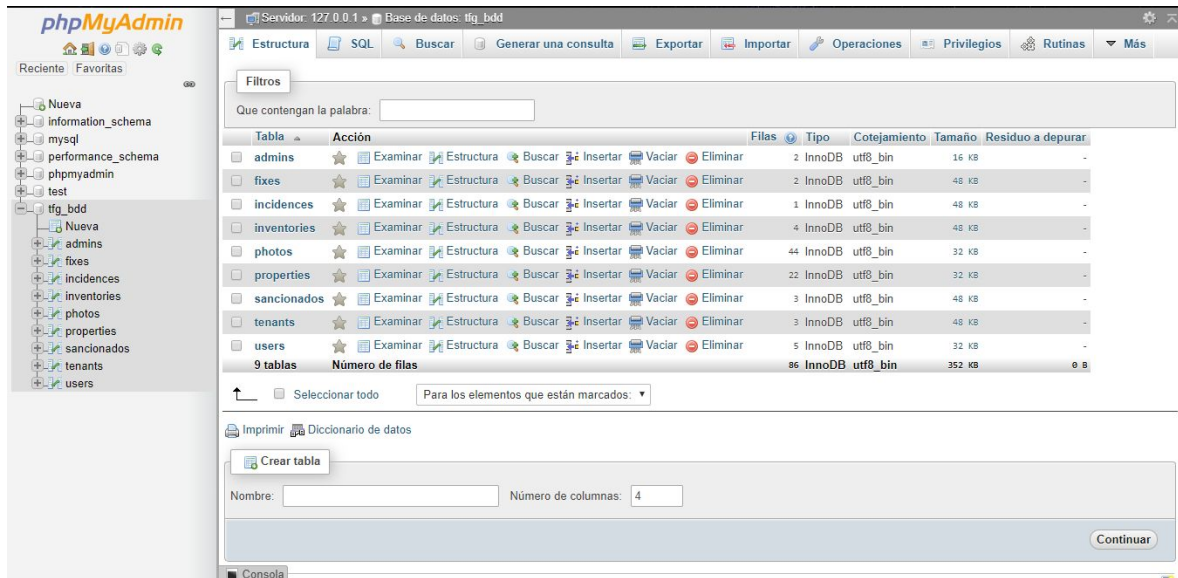 phpMyAdmin
Reciente Favoritas
Nueva
information_schema
mysql
performance_schema
phpmyadmin
test
tfg_bdd
Nueva
admins
fixes
incidences
inventories
photos
properties
sancionados
tenants
users
Servidor: 127.0.0.1 » Base de datos: tfg_bdd
Estructura SQL Buscar Generar una consulta Exportar Importar Operaciones Privilegios Rutinas Más
Filtros
Que contengan la palabra:
Tabla Acción Filas Tipo Cotejamiento Tamaño Residuo a depurar
admins Examinar Estructura Buscar Insertar Vaciar Eliminar 2 InnoDB utf8_bin 16 KB -
fixes Examinar Estructura Buscar Insertar Vaciar Eliminar 2 InnoDB utf8_bin 48 KB -
incidences Examinar Estructura Buscar Insertar Vaciar Eliminar 1 InnoDB utf8_bin 48 KB -
inventories Examinar Estructura Buscar Insertar Vaciar Eliminar 4 InnoDB utf8_bin 48 KB -
photos Examinar Estructura Buscar Insertar Vaciar Eliminar 44 InnoDB utf8_bin 32 KB -
properties Examinar Estructura Buscar Insertar Vaciar Eliminar 22 InnoDB utf8_bin 32 KB -
sancionados Examinar Estructura Buscar Insertar Vaciar Eliminar 3 InnoDB utf8_bin 48 KB -
tenants Examinar Estructura Buscar Insertar Vaciar Eliminar 3 InnoDB utf8_bin 48 KB -
users Examinar Estructura Buscar Insertar Vaciar Eliminar 5 InnoDB utf8_bin 32 KB -
9 tablas Número de filas 86 InnoDB utf8_bin 352 KB 0 B
Seleccionar todo Para los elementos que están marcados:
Imprimir Diccionario de datos
Crear tabla
Nombre: Número de columnas: 4
Continuar
Consola